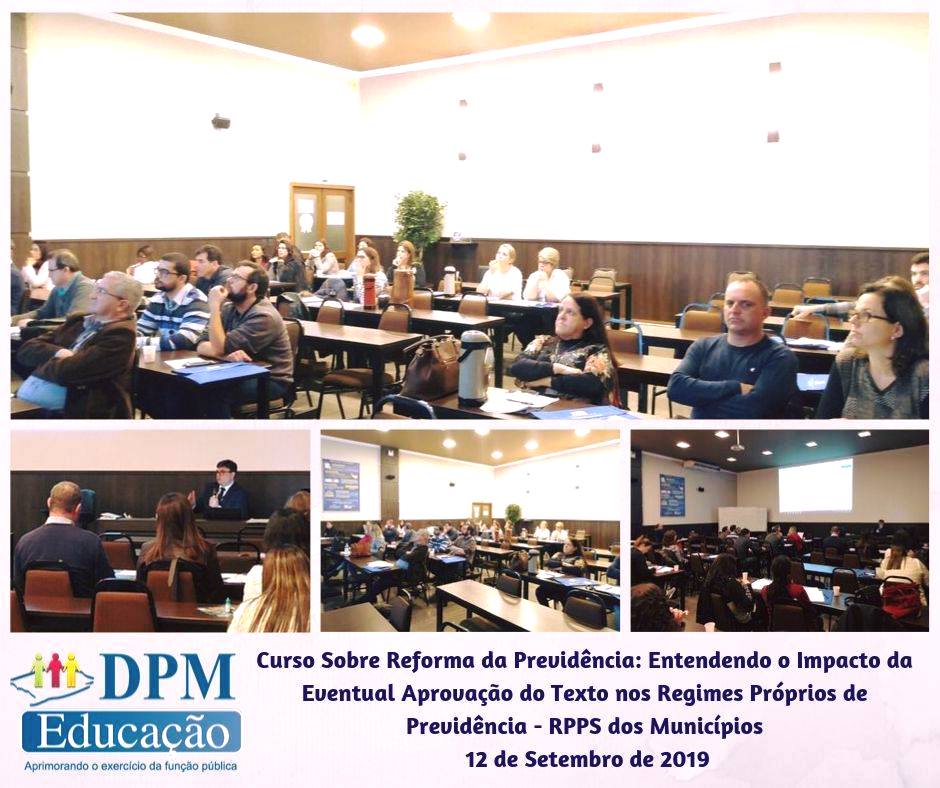 DPM
Educação
Aprimorando o exercício da função pública
Curso Sobre Reforma da Previdência: Entendendo o Impacto da
Eventual Aprovação do Texto nos Regimes Próprios de
Previdência - RPPS dos Municípios
12 de Setembro de 2019